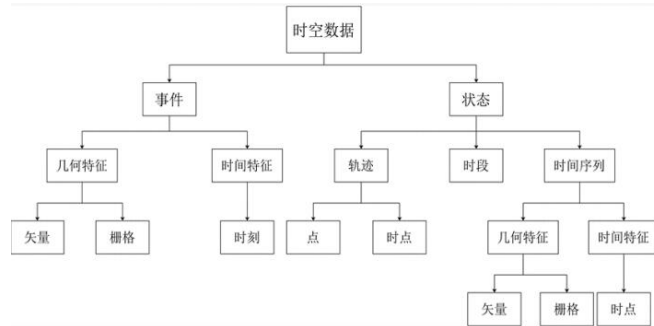 时空数据
事件
状态
几何特征
时间特征
轨迹
时段
时间序列
矢量
栅格
时刻
点
时点
几何特征
时间特征
矢量
栅格
时点